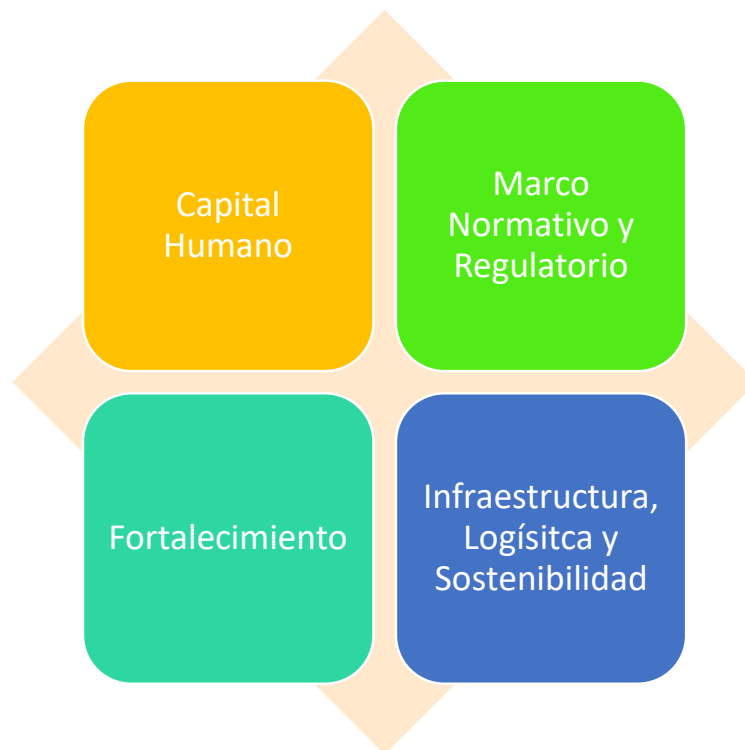 Capital
Humano
Marco
Normativo y
Regulatorio
Fortalecimiento
Infraestructura,
Logísitca y
Sostenibilidad